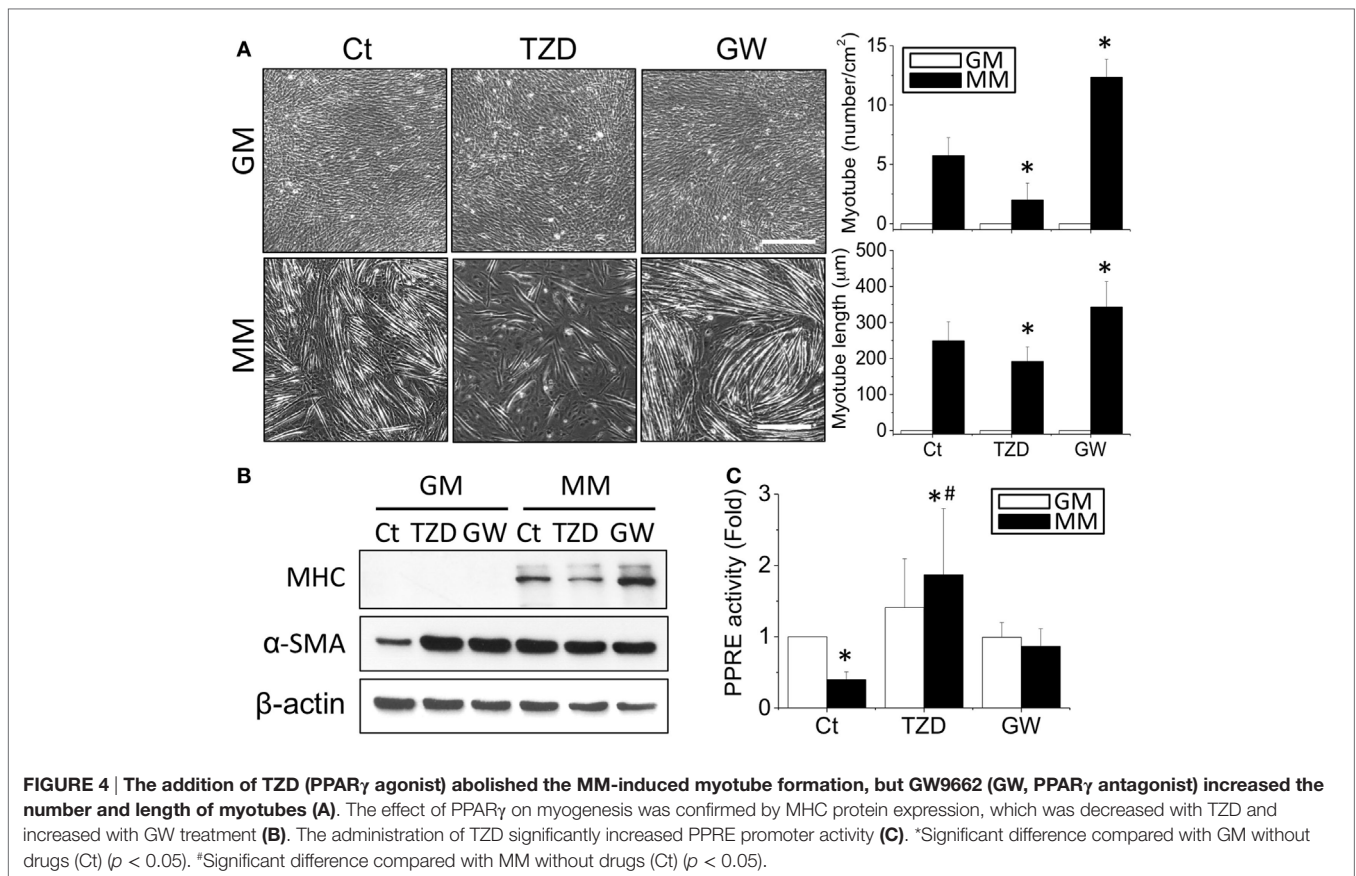 A
Ct TZD GW
GM
MM
GM
MM
Myotube (number/cm²)
15
10
5
0
*
*
Myotube length (μm)
500
400
300
200
100
0
*
*
Ct TZD GW
B
GM MM
Ct TZD GW Ct TZD GW
MHC
α-SMA
β-actin
C
GM
MM
PPRE activity (Fold)
3
2
1
0
*
*#
Ct TZD GW
FIGURE 4 | The addition of TZD (PPARγ agonist) abolished the MM-induced myotube formation, but GW9662 (GW, PPARγ antagonist) increased the
number and length of myotubes (A). The effect of PPARγ on myogenesis was confirmed by MHC protein expression, which was decreased with TZD and
increased with GW treatment (B). The administration of TZD significantly increased PPRE promoter activity (C). *Significant difference compared with GM without
drugs (Ct) (p < 0.05). #Significant difference compared with MM without drugs (Ct) (p < 0.05).